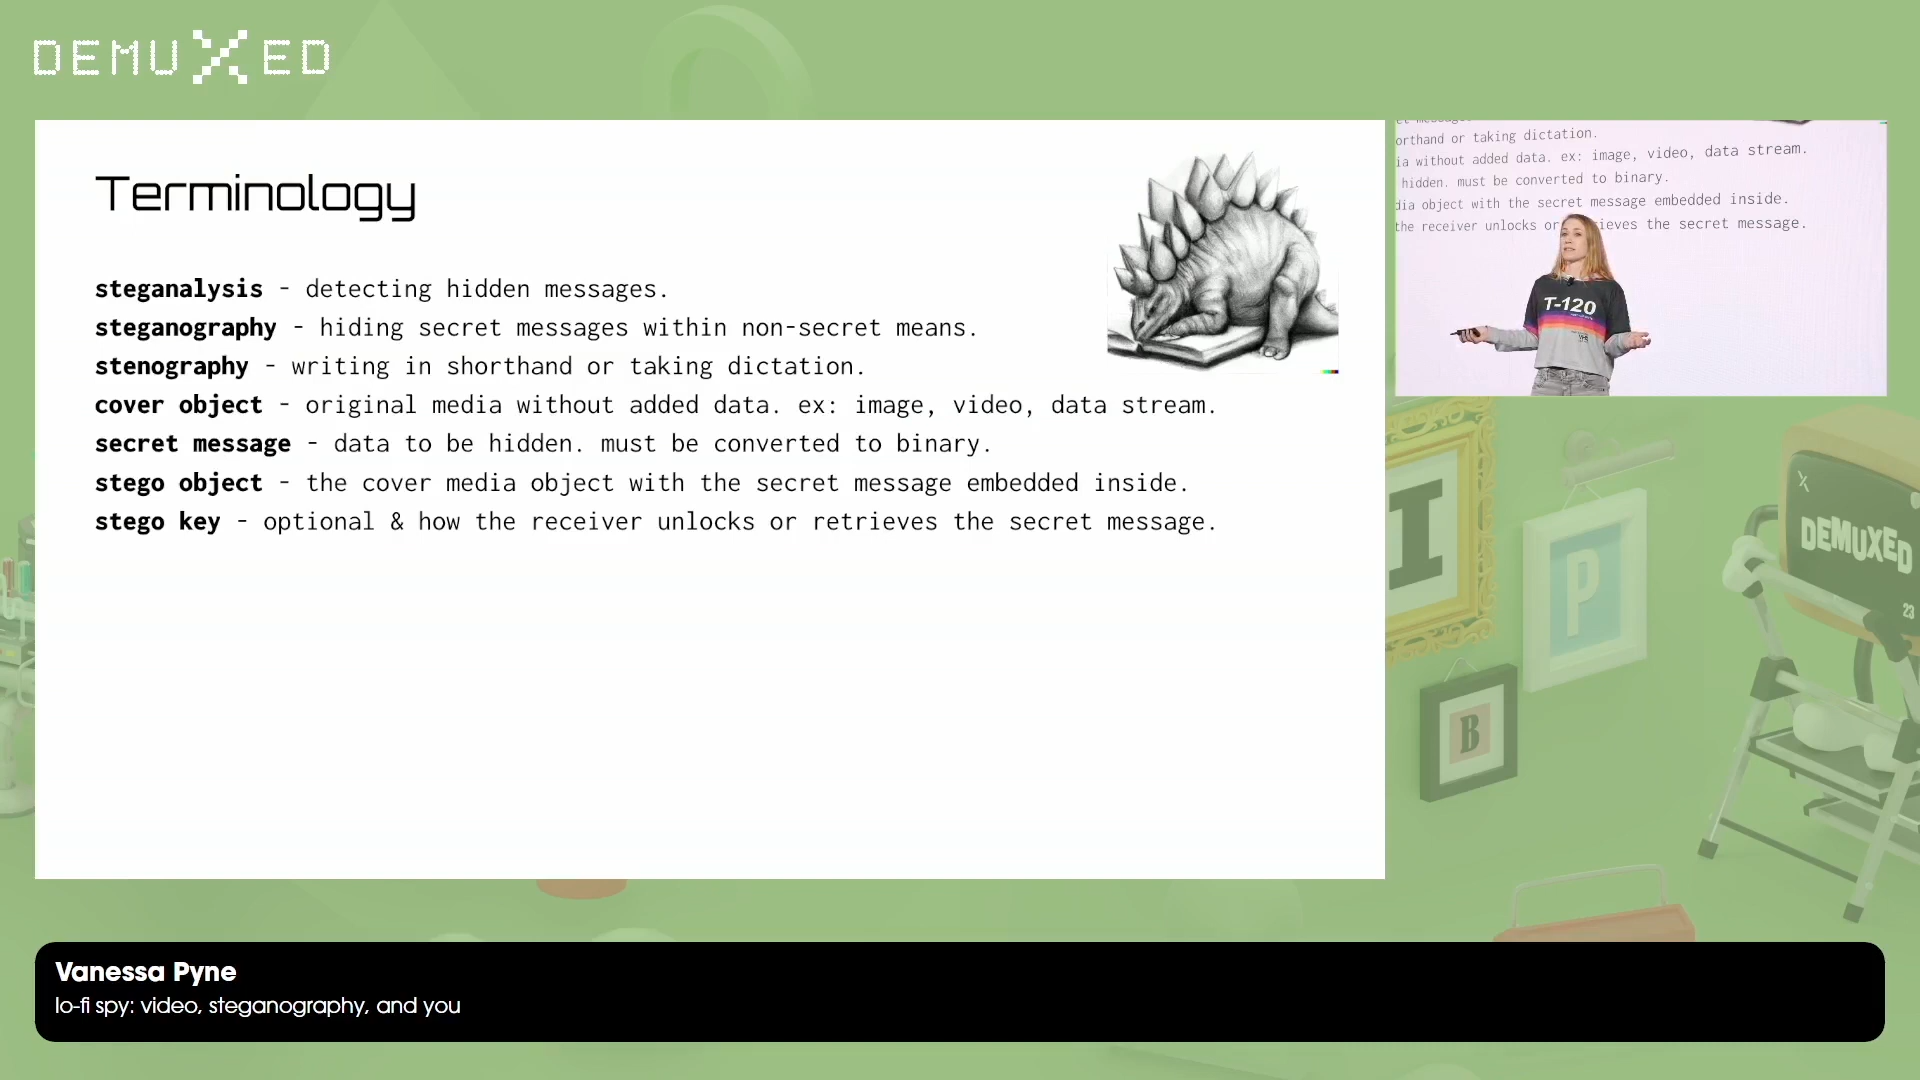 DEMUXED
Terminology
steganalysis - detecting hidden messages.
steganography - hiding secret messages within non-secret means.
stenography - writing in shorthand or taking dictation.
cover object - original media without added data. ex: image, video, data stream.
secret message - data to be hidden. must be converted to binary.
stego object - the cover media object with the secret message embedded inside.
stego key - optional & how the receiver unlocks or retrieves the secret message.
orthand or taking dictation.
ia without added data. ex: image, video, data stream.
hidden. must be converted to binary.
dia object with the secret message embedded inside.
the receiver unlocks or rieves the secret message.
T-120
I
P
B
DEMUXED
23
Vanessa Pyne
lo-fi spy: video, steganography, and you